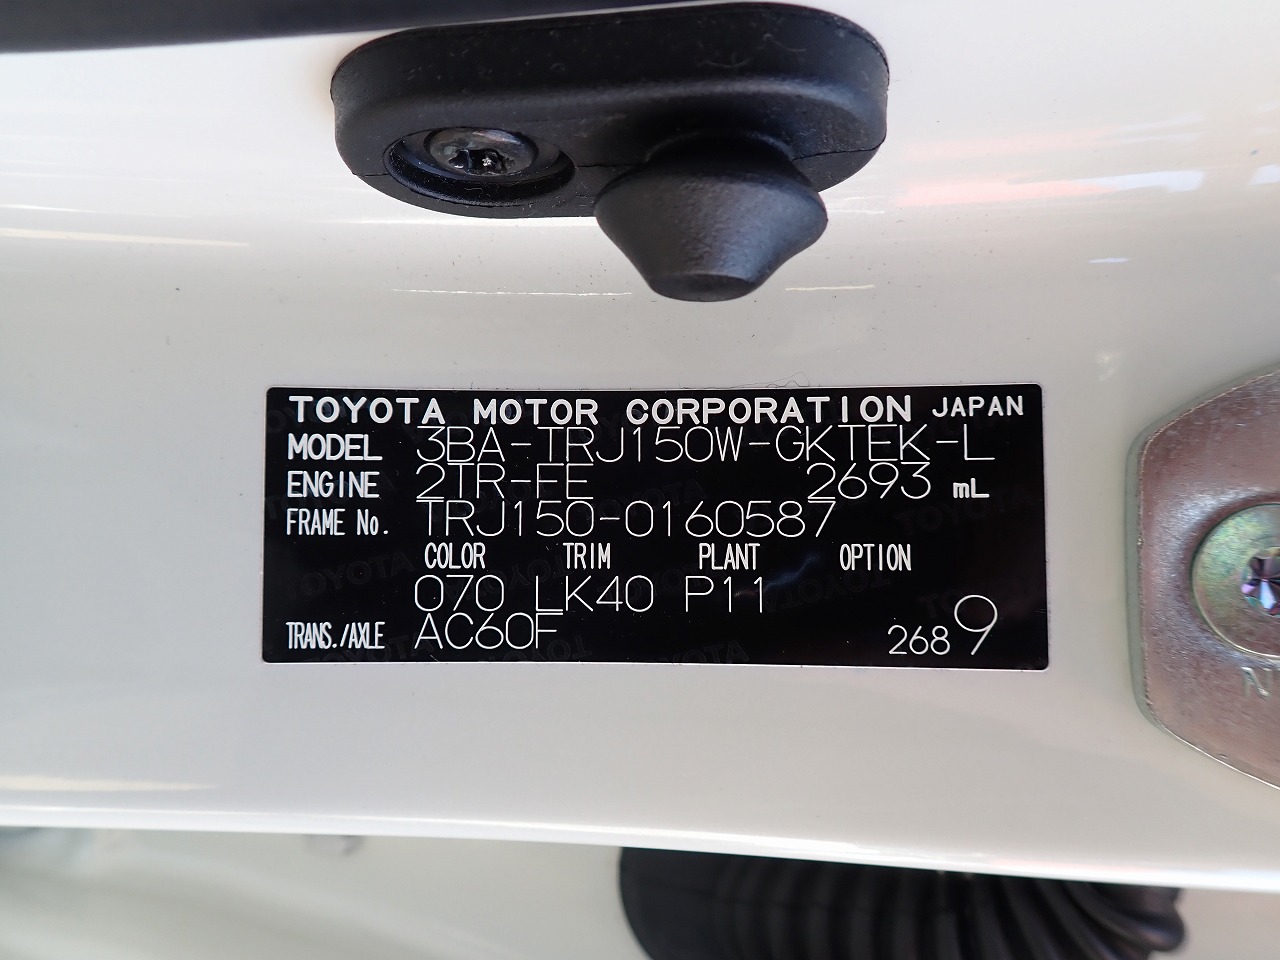 TOYOTA MOTOR CORPORATION JAPAN
MODEL 3BA-TRJ150W-GKTEK-L
ENGINE 2TR-FE 2693 mL
FRAME No. TRJ150-0160587
COLOR TRIM PLANT OPTION
070 LK40 P11
TRANS./AXLE AC60F 2689